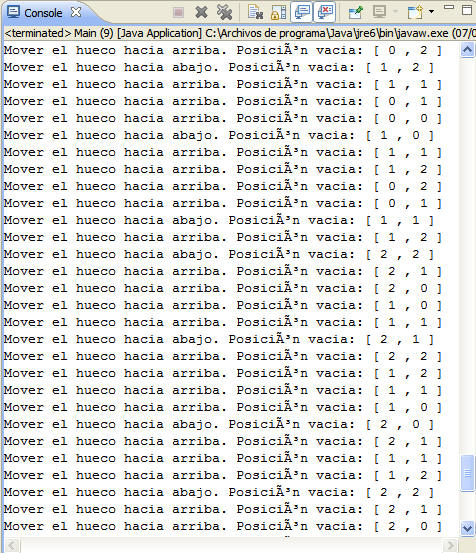 Console
<terminated> Main (9) [Java Application] C:\Archivos de programa\Java\jre6\bin\javaw.exe (07/0
Mover el hueco hacia arriba. PosiciÃ³n vacia: [ 0 , 2 ]
Mover el hueco hacia abajo. PosiciÃ³n vacia: [ 1 , 2 ]
Mover el hueco hacia arriba. PosiciÃ³n vacia: [ 1 , 1 ]
Mover el hueco hacia arriba. PosiciÃ³n vacia: [ 0 , 1 ]
Mover el hueco hacia arriba. PosiciÃ³n vacia: [ 0 , 0 ]
Mover el hueco hacia abajo. PosiciÃ³n vacia: [ 1 , 0 ]
Mover el hueco hacia arriba. PosiciÃ³n vacia: [ 1 , 1 ]
Mover el hueco hacia arriba. PosiciÃ³n vacia: [ 1 , 2 ]
Mover el hueco hacia arriba. PosiciÃ³n vacia: [ 0 , 2 ]
Mover el hueco hacia arriba. PosiciÃ³n vacia: [ 0 , 1 ]
Mover el hueco hacia abajo. PosiciÃ³n vacia: [ 1 , 1 ]
Mover el hueco hacia arriba. PosiciÃ³n vacia: [ 1 , 2 ]
Mover el hueco hacia abajo. PosiciÃ³n vacia: [ 2 , 2 ]
Mover el hueco hacia arriba. PosiciÃ³n vacia: [ 2 , 1 ]
Mover el hueco hacia arriba. PosiciÃ³n vacia: [ 2 , 0 ]
Mover el hueco hacia arriba. PosiciÃ³n vacia: [ 1 , 0 ]
Mover el hueco hacia arriba. PosiciÃ³n vacia: [ 1 , 1 ]
Mover el hueco hacia abajo. PosiciÃ³n vacia: [ 2 , 1 ]
Mover el hueco hacia arriba. PosiciÃ³n vacia: [ 2 , 2 ]
Mover el hueco hacia arriba. PosiciÃ³n vacia: [ 1 , 2 ]
Mover el hueco hacia arriba. PosiciÃ³n vacia: [ 1 , 1 ]
Mover el hueco hacia arriba. PosiciÃ³n vacia: [ 1 , 0 ]
Mover el hueco hacia abajo. PosiciÃ³n vacia: [ 2 , 0 ]
Mover el hueco hacia arriba. PosiciÃ³n vacia: [ 2 , 1 ]
Mover el hueco hacia arriba. PosiciÃ³n vacia: [ 1 , 1 ]
Mover el hueco hacia arriba. PosiciÃ³n vacia: [ 1 , 2 ]
Mover el hueco hacia abajo. PosiciÃ³n vacia: [ 2 , 2 ]
Mover el hueco hacia arriba. PosiciÃ³n vacia: [ 2 , 1 ]
Mover el hueco hacia arriba. PosiciÃ³n vacia: [ 2 , 0 ]